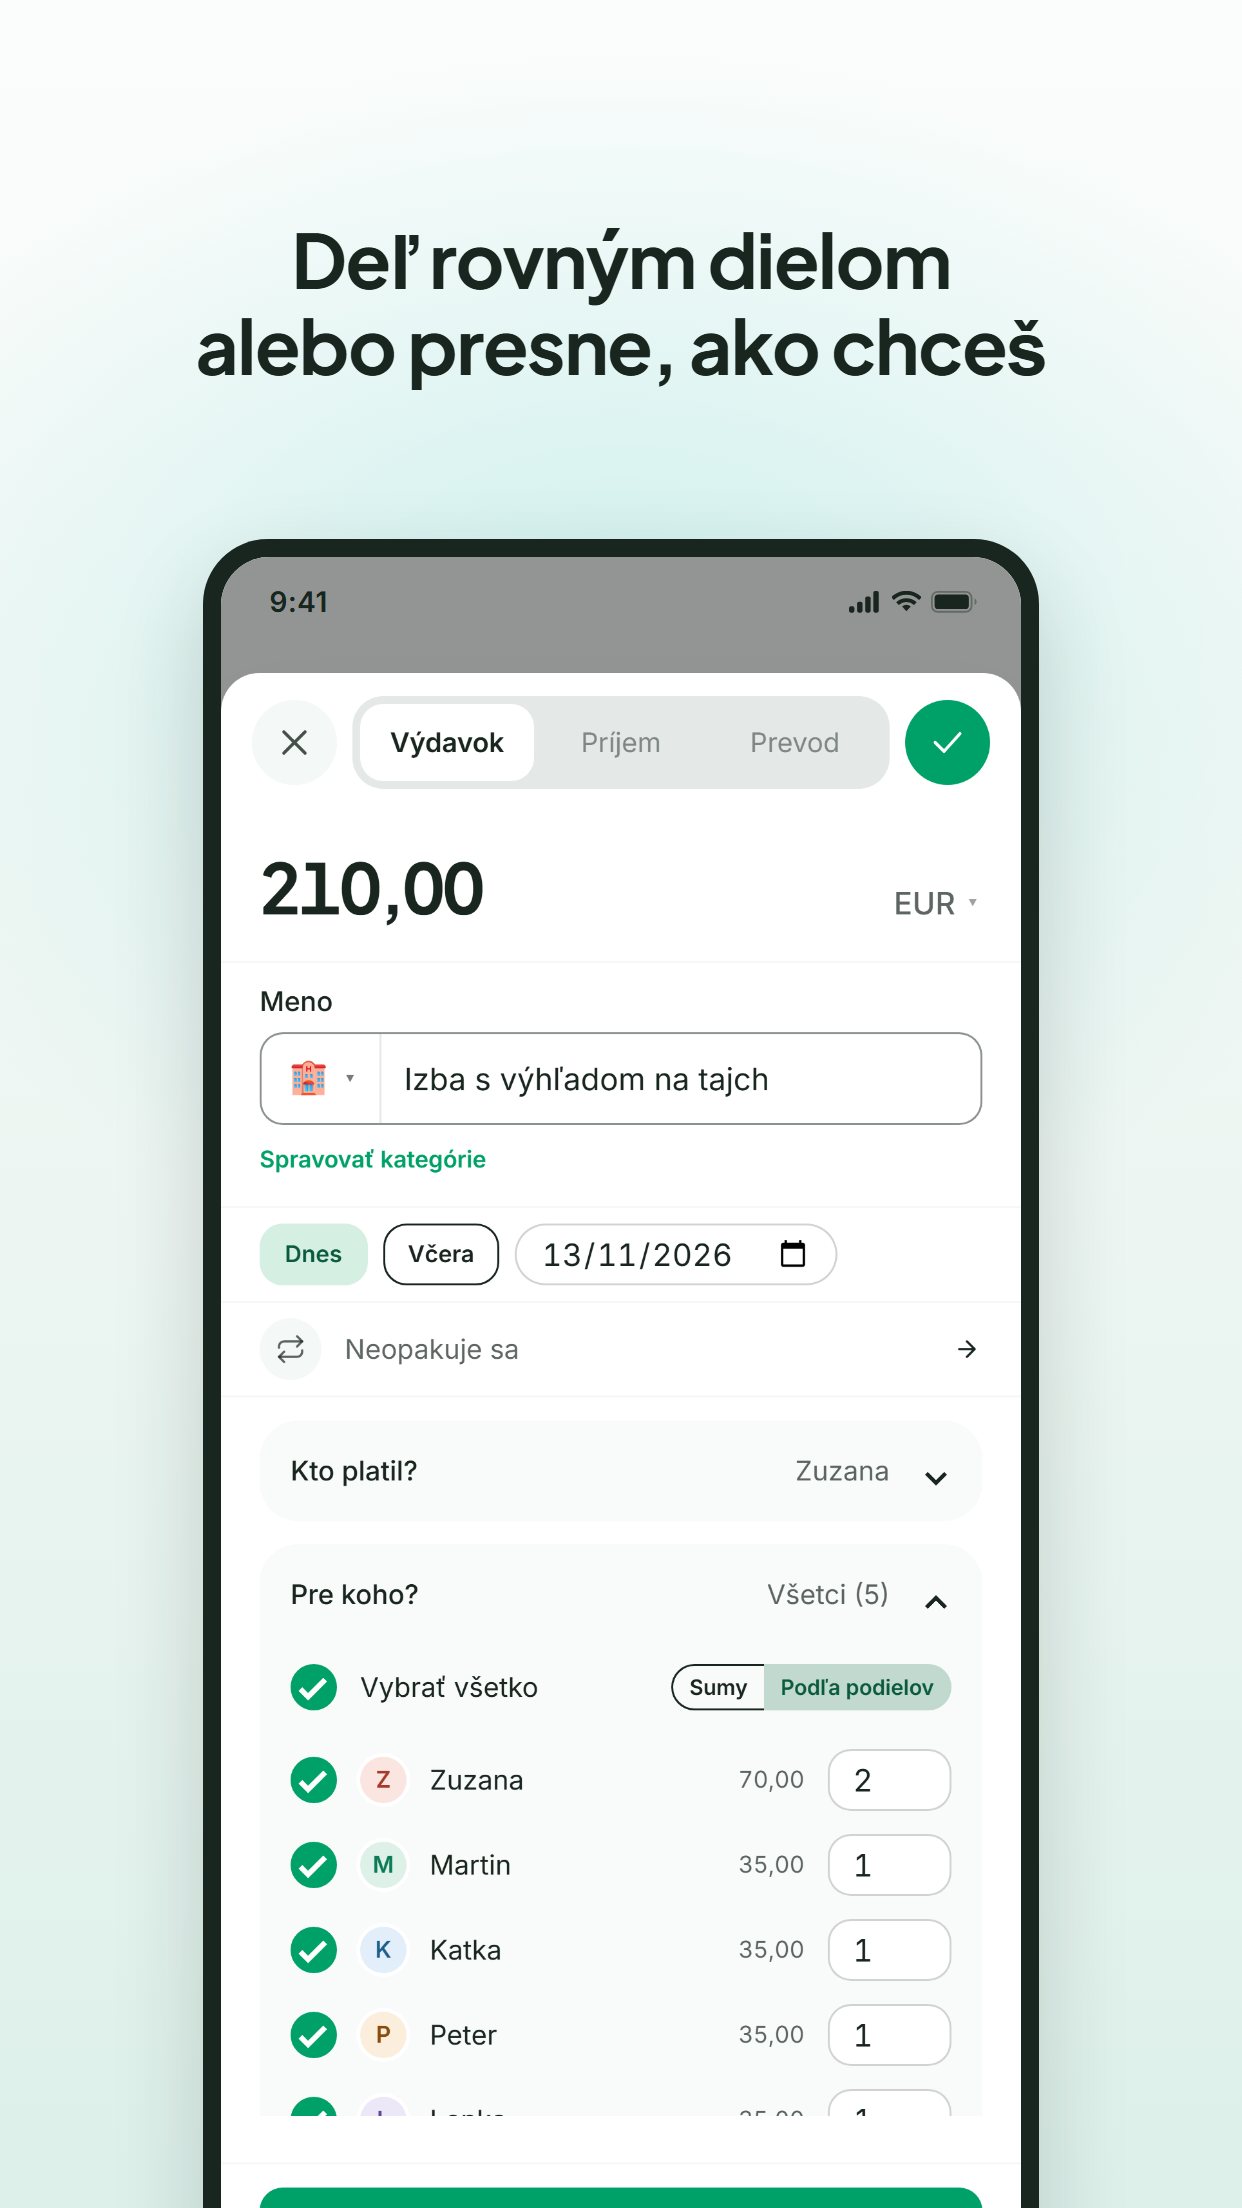 Deľ rovným dielom
alebo presne, ako chceš
9:41
Výdavok Príjem Prevod
210,00 EUR
Meno
Izba s výhľadom na tajch
Spravovať kategórie
Dnes Včera 13/11/2026
Neopakuje sa
Kto platil? Zuzana
Pre koho? Všetci (5)
Vybrať všetko Sumy Podľa podielov
Z Zuzana 70,00 2
M Martin 35,00 1
K Katka 35,00 1
P Peter 35,00 1